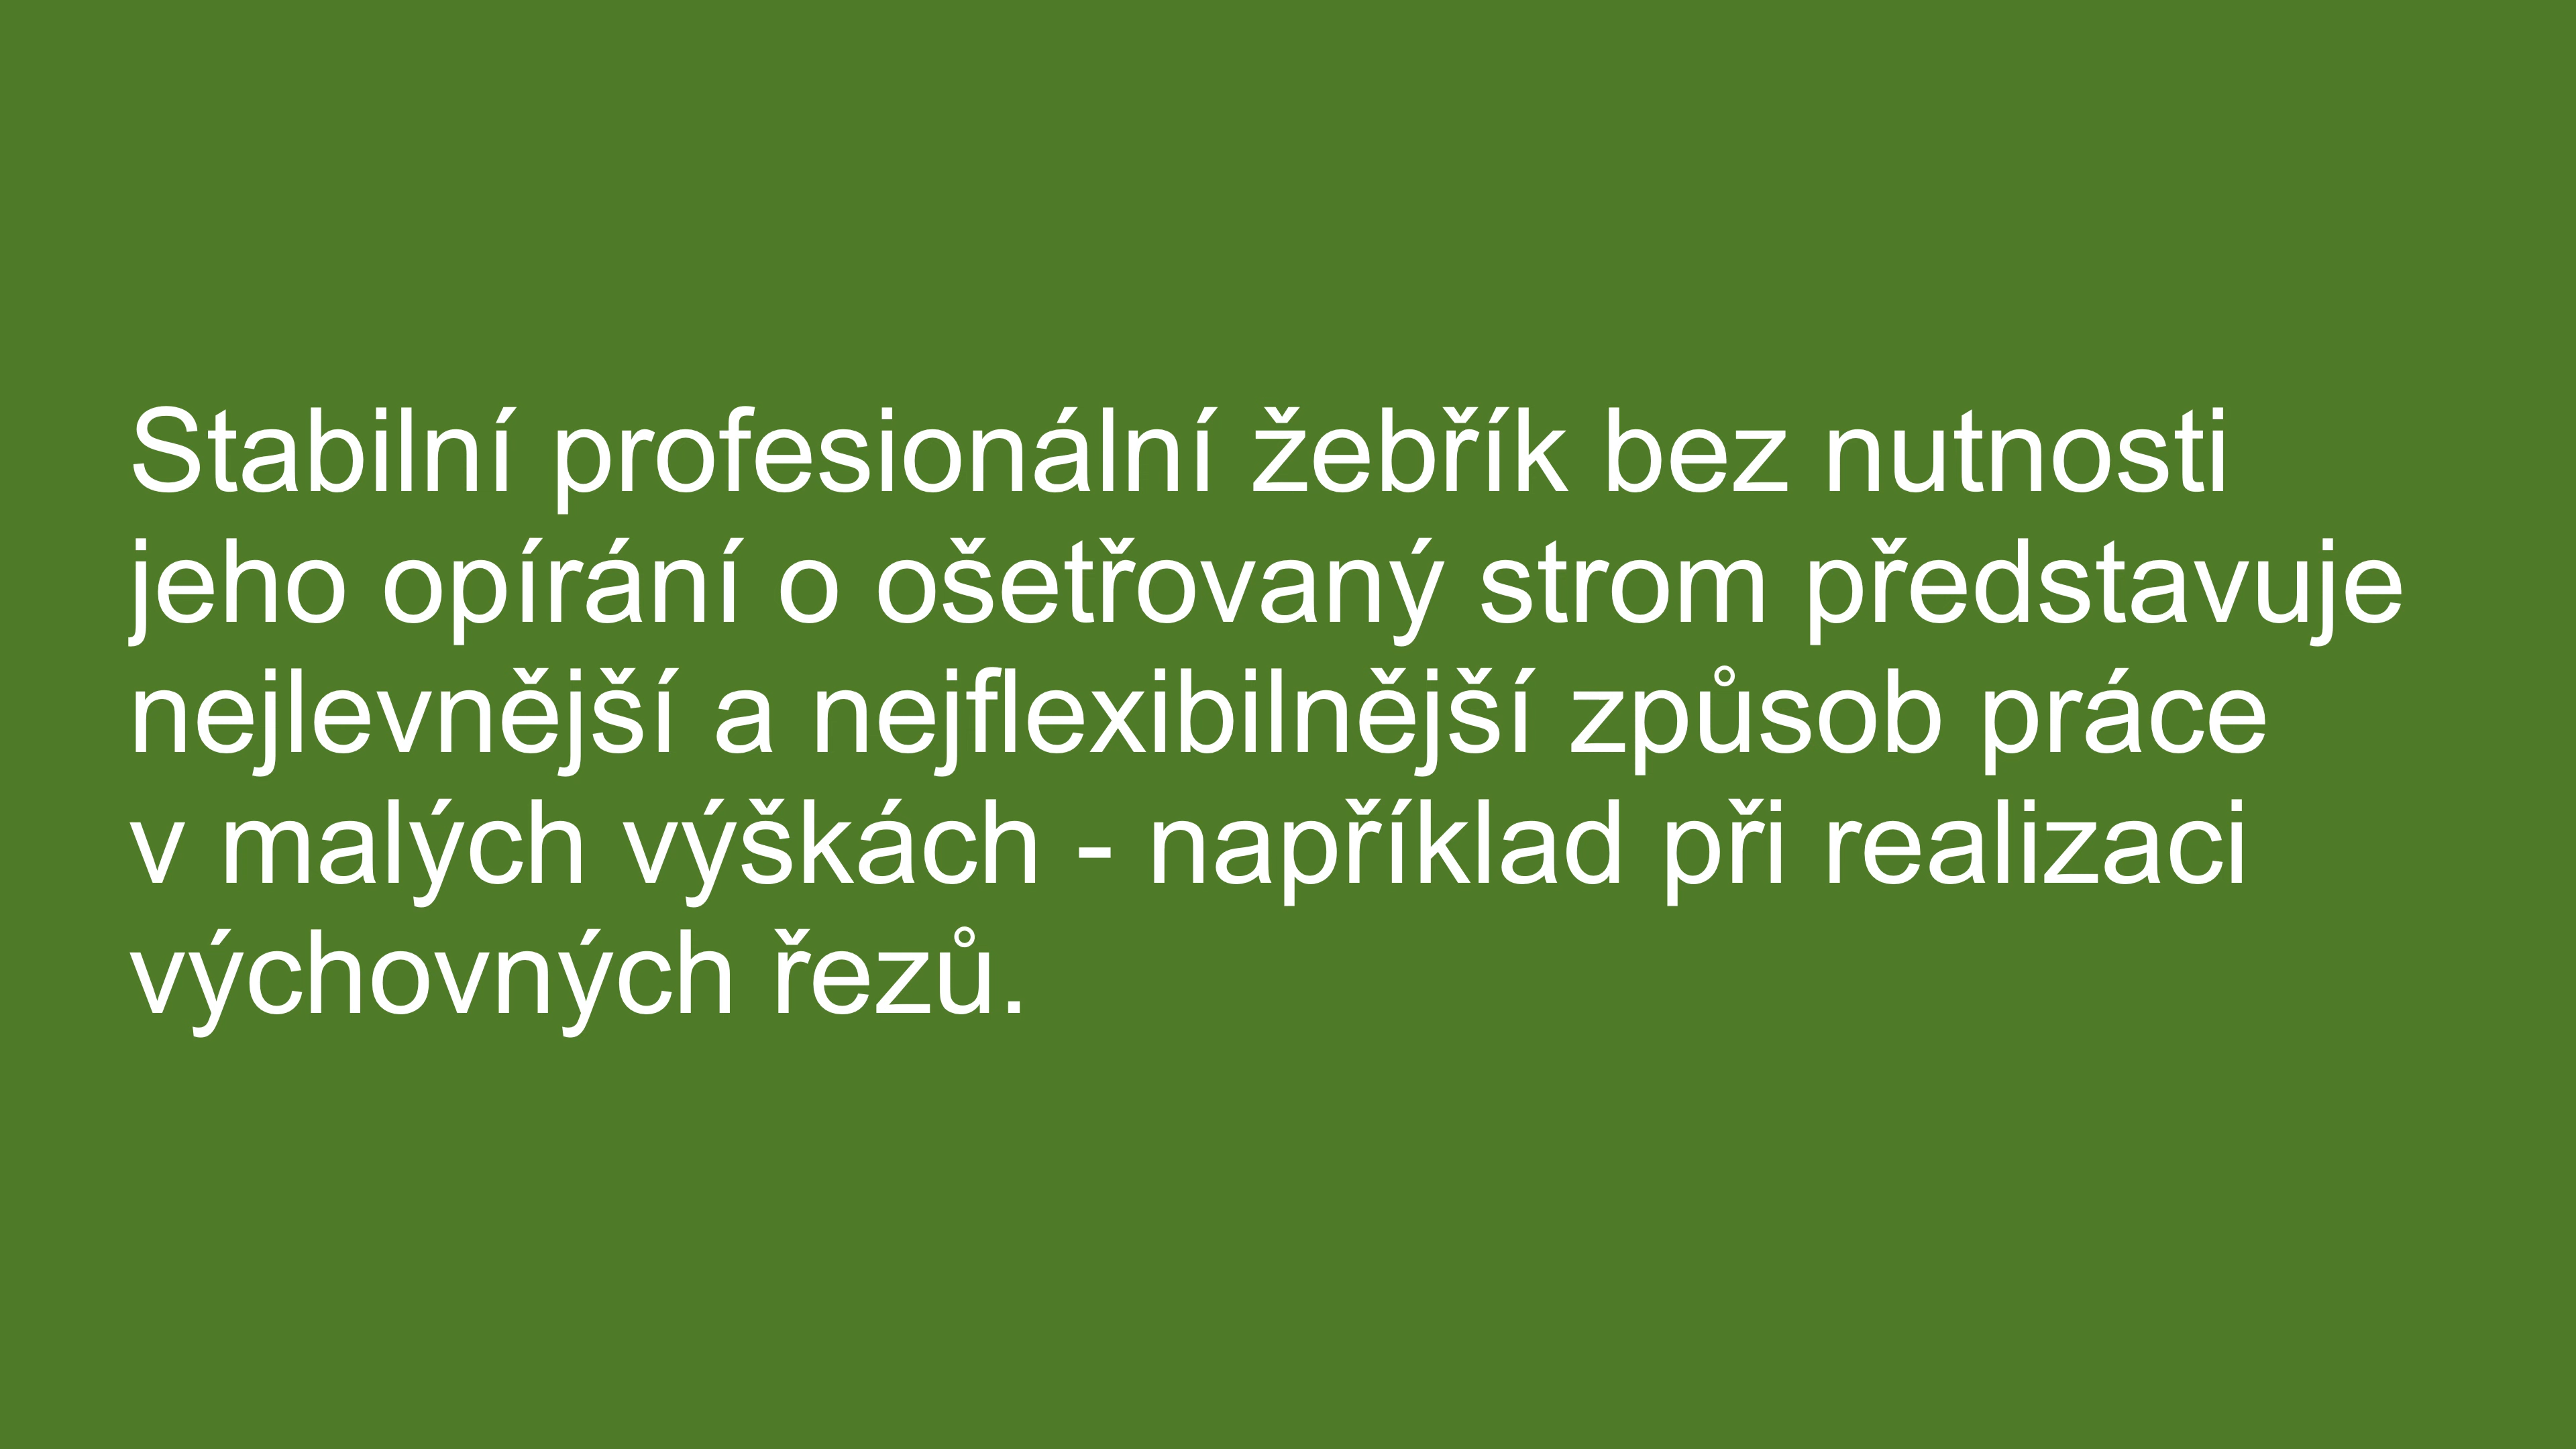 Stabilní profesionální žebřík bez nutnosti
jeho opírání o ošetřovaný strom představuje
nejlevnější a nejflexibilnější způsob práce
v malých výškách - například při realizaci
výchovných řezů.